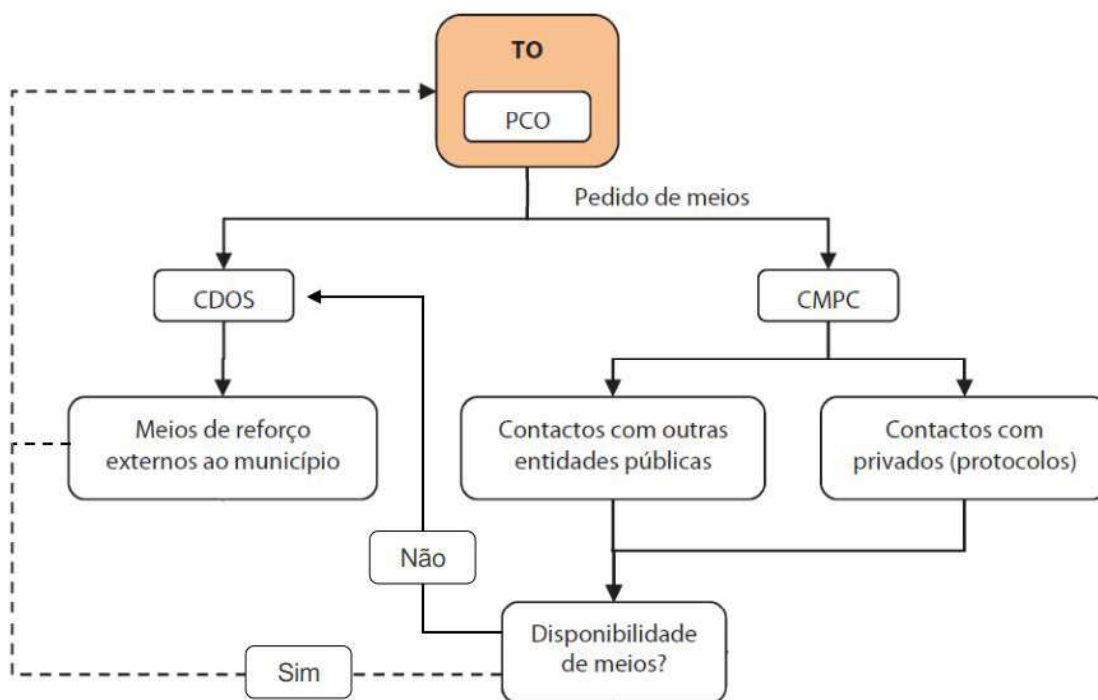 TO
PCO
Pedido de meios
CDOS
CMPC
Meios de reforço
externos ao município
Contactos com outras
entidades públicas
Contactos com
privados (protocolos)
Não
Disponibilidade
de meios?
Sim